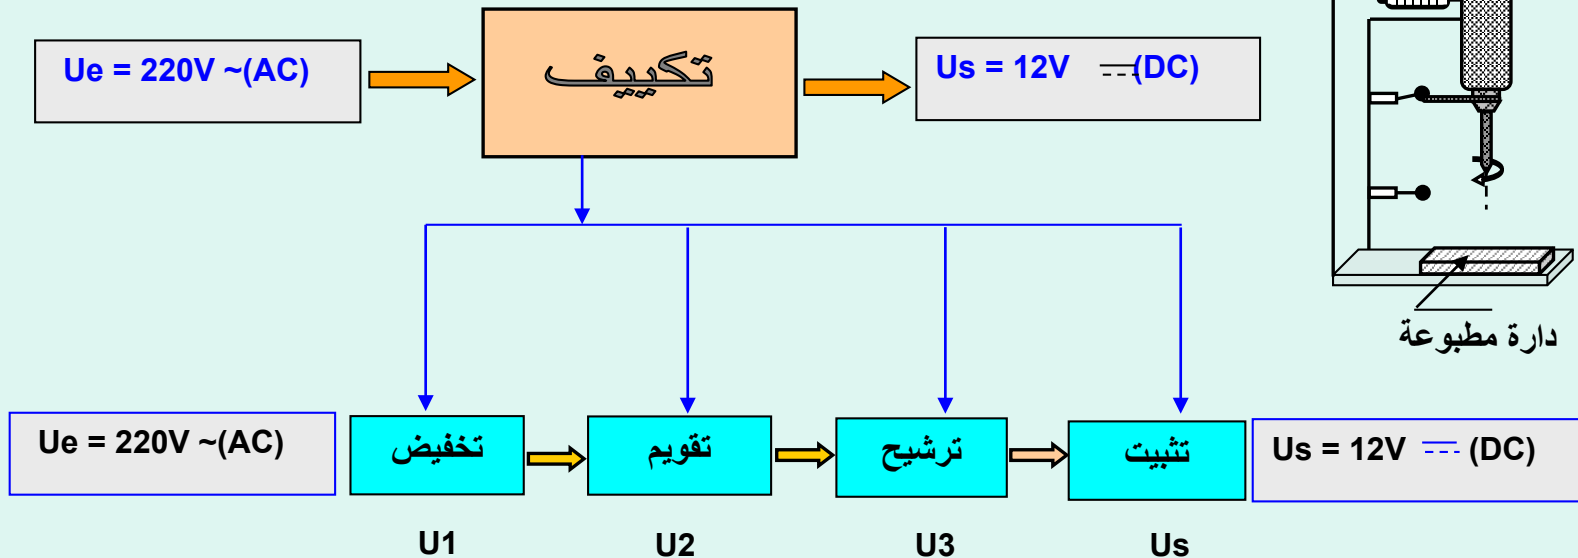 Ue = 220V ~(AC)
تكييف
Us = 12V (DC)
دارة مطبوعة
Ue = 220V ~(AC)
تخفيض
تقويم
ترشيح
تثبيت
Us = 12V (DC)
U1
U2
U3
Us